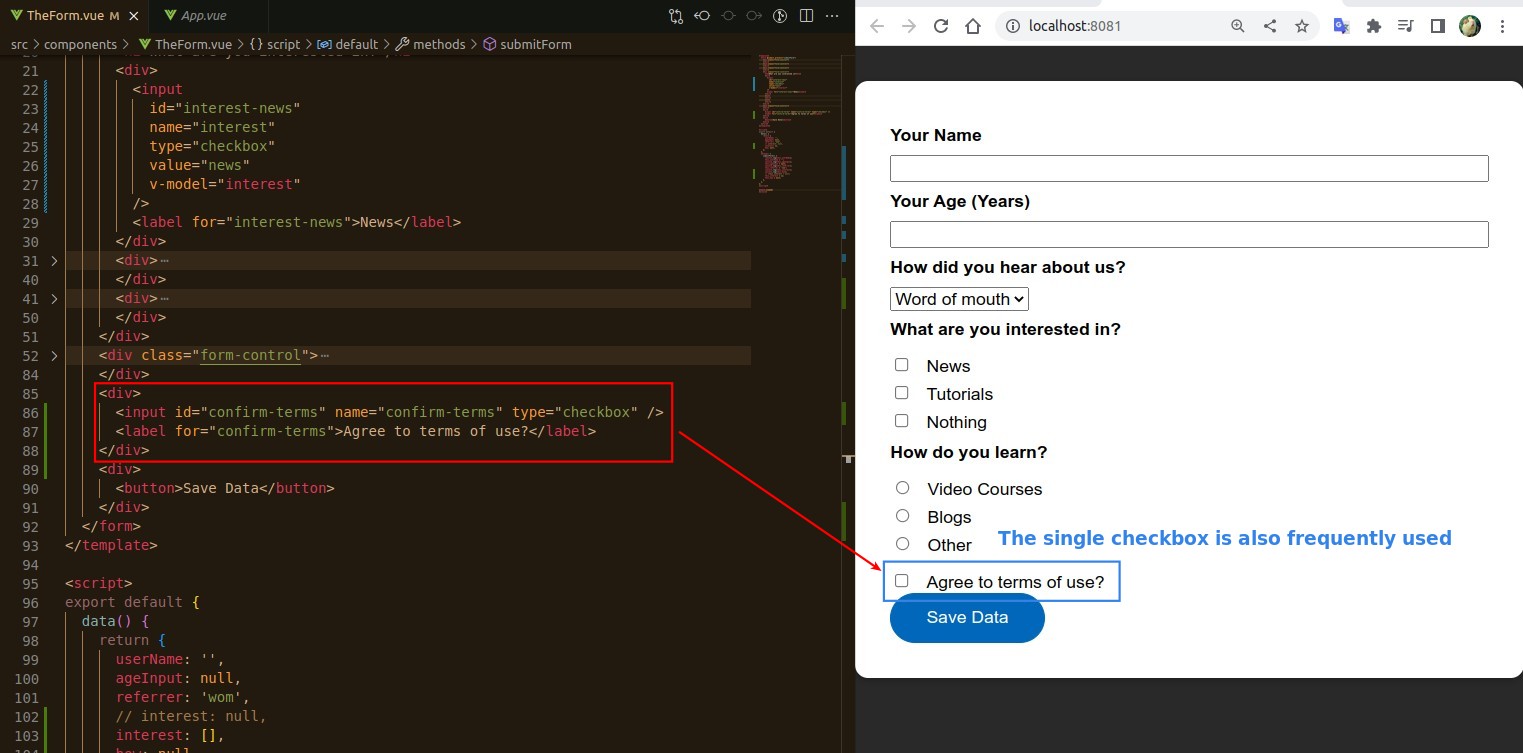 TheForm.vue M
App.vue
src > components > TheForm.vue > {} script > default > methods > submitForm
21 <div>
22 <input
23 id="interest-news"
24 name="interest"
25 type="checkbox"
26 value="news"
27 v-model="interest"
28 />
29 <label for="interest-news">News</label>
30 </div>
31 <div>⋯
40 </div>
41 <div>⋯
50 </div>
51 </div>
52 <div class="form-control">⋯
84 </div>
85 <div>
86 <input id="confirm-terms" name="confirm-terms" type="checkbox" />
87 <label for="confirm-terms">Agree to terms of use?</label>
88 </div>
89 <div>
90 <button>Save Data</button>
91 </div>
92 </form>
93 </template>
94
95 <script>
96 export default {
97 data() {
98 return {
99 userName: '',
100 ageInput: null,
101 referrer: 'wom',
102 // interest: null,
103 interest: [],
localhost:8081
Your Name
Your Age (Years)
How did you hear about us?
Word of mouth
What are you interested in?
News
Tutorials
Nothing
How do you learn?
Video Courses
Blogs
Other
The single checkbox is also frequently used
Agree to terms of use?
Save Data